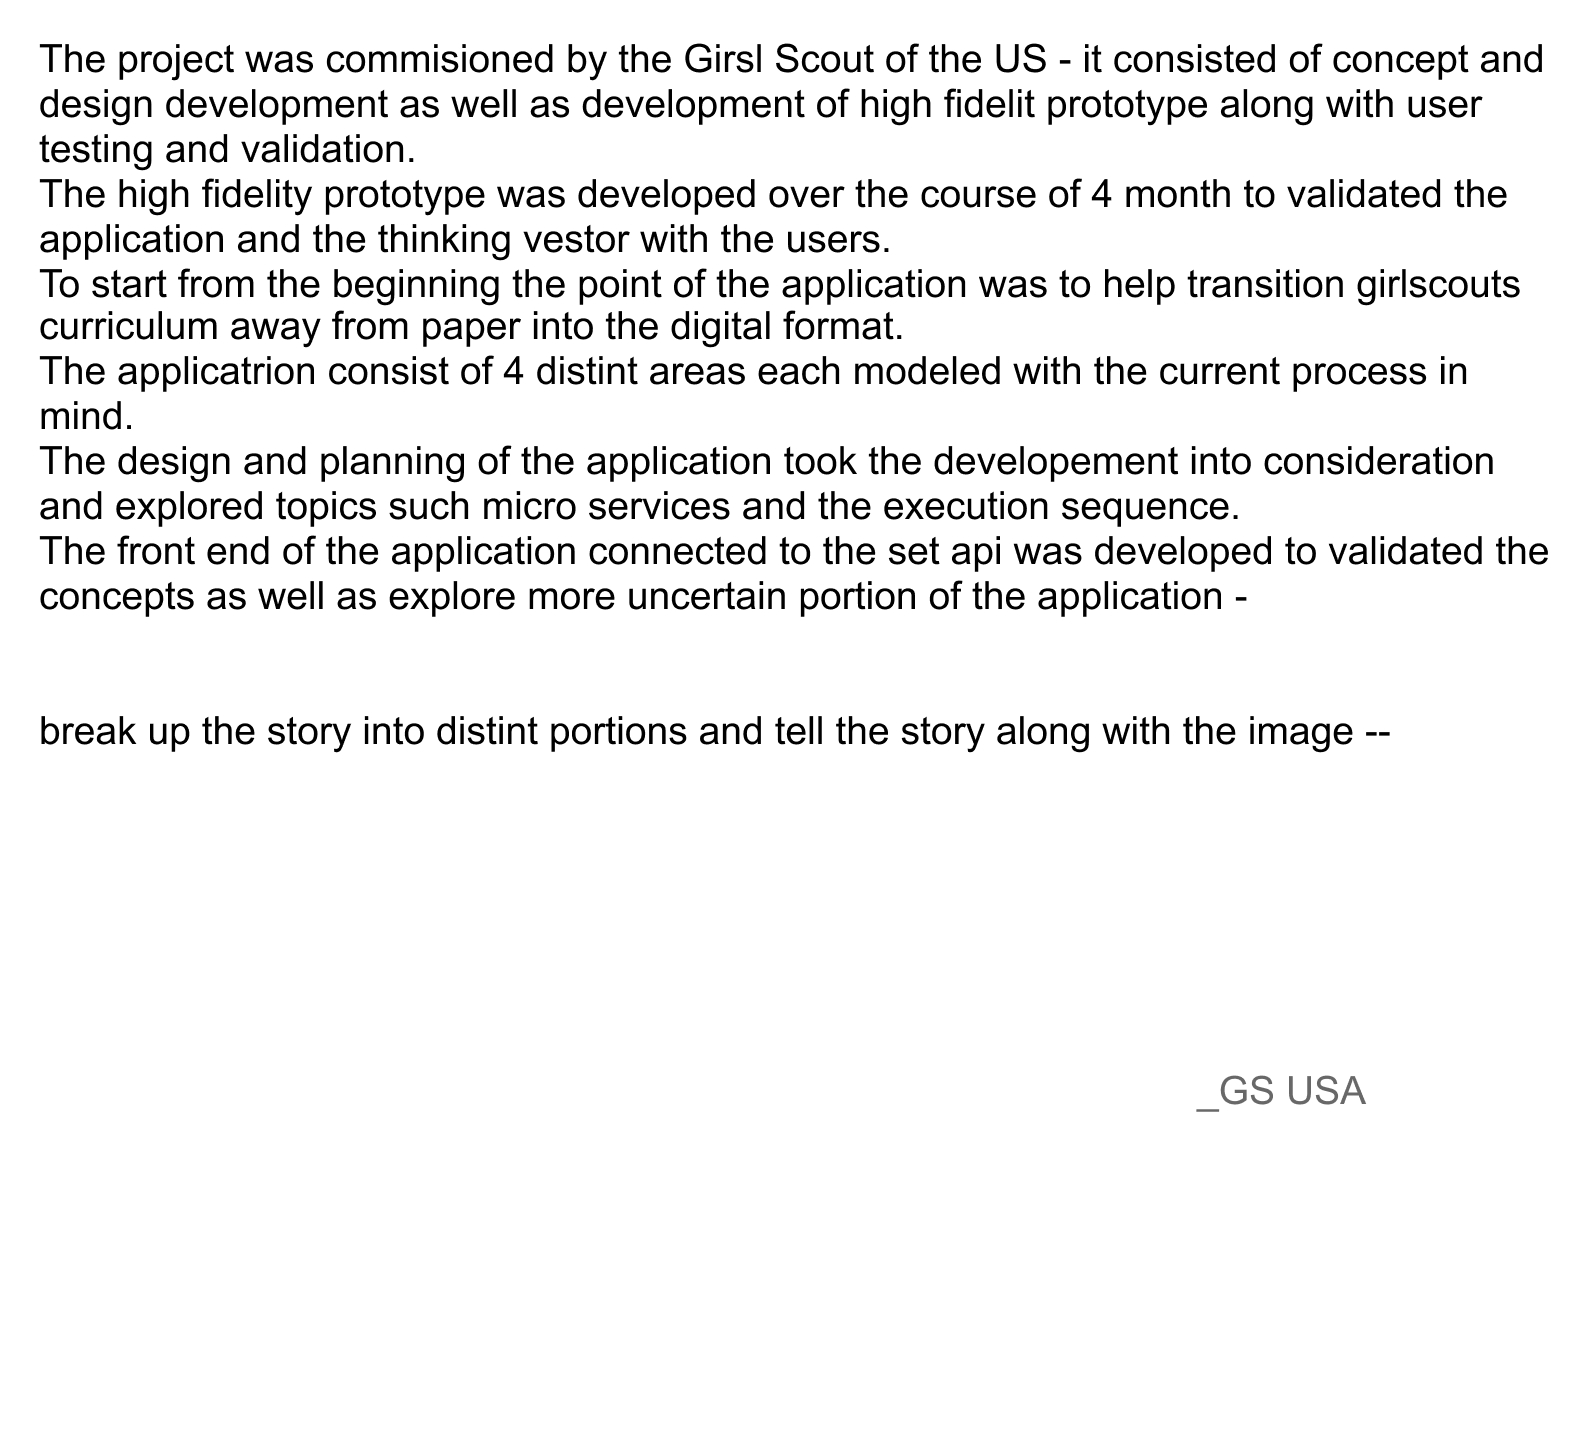 The project was commisioned by the Girsl Scout of the US - it consisted of concept and
design development as well as development of high fidelit prototype along with user
testing and validation.
The high fidelity prototype was developed over the course of 4 month to validated the
application and the thinking vestor with the users.
To start from the beginning the point of the application was to help transition girlscouts
curriculum away from paper into the digital format.
The applicatrion consist of 4 distint areas each modeled with the current process in
mind.
The design and planning of the application took the developement into consideration
and explored topics such micro services and the execution sequence.
The front end of the application connected to the set api was developed to validated the
concepts as well as explore more uncertain portion of the application -
break up the story into distint portions and tell the story along with the image --
_GS USA